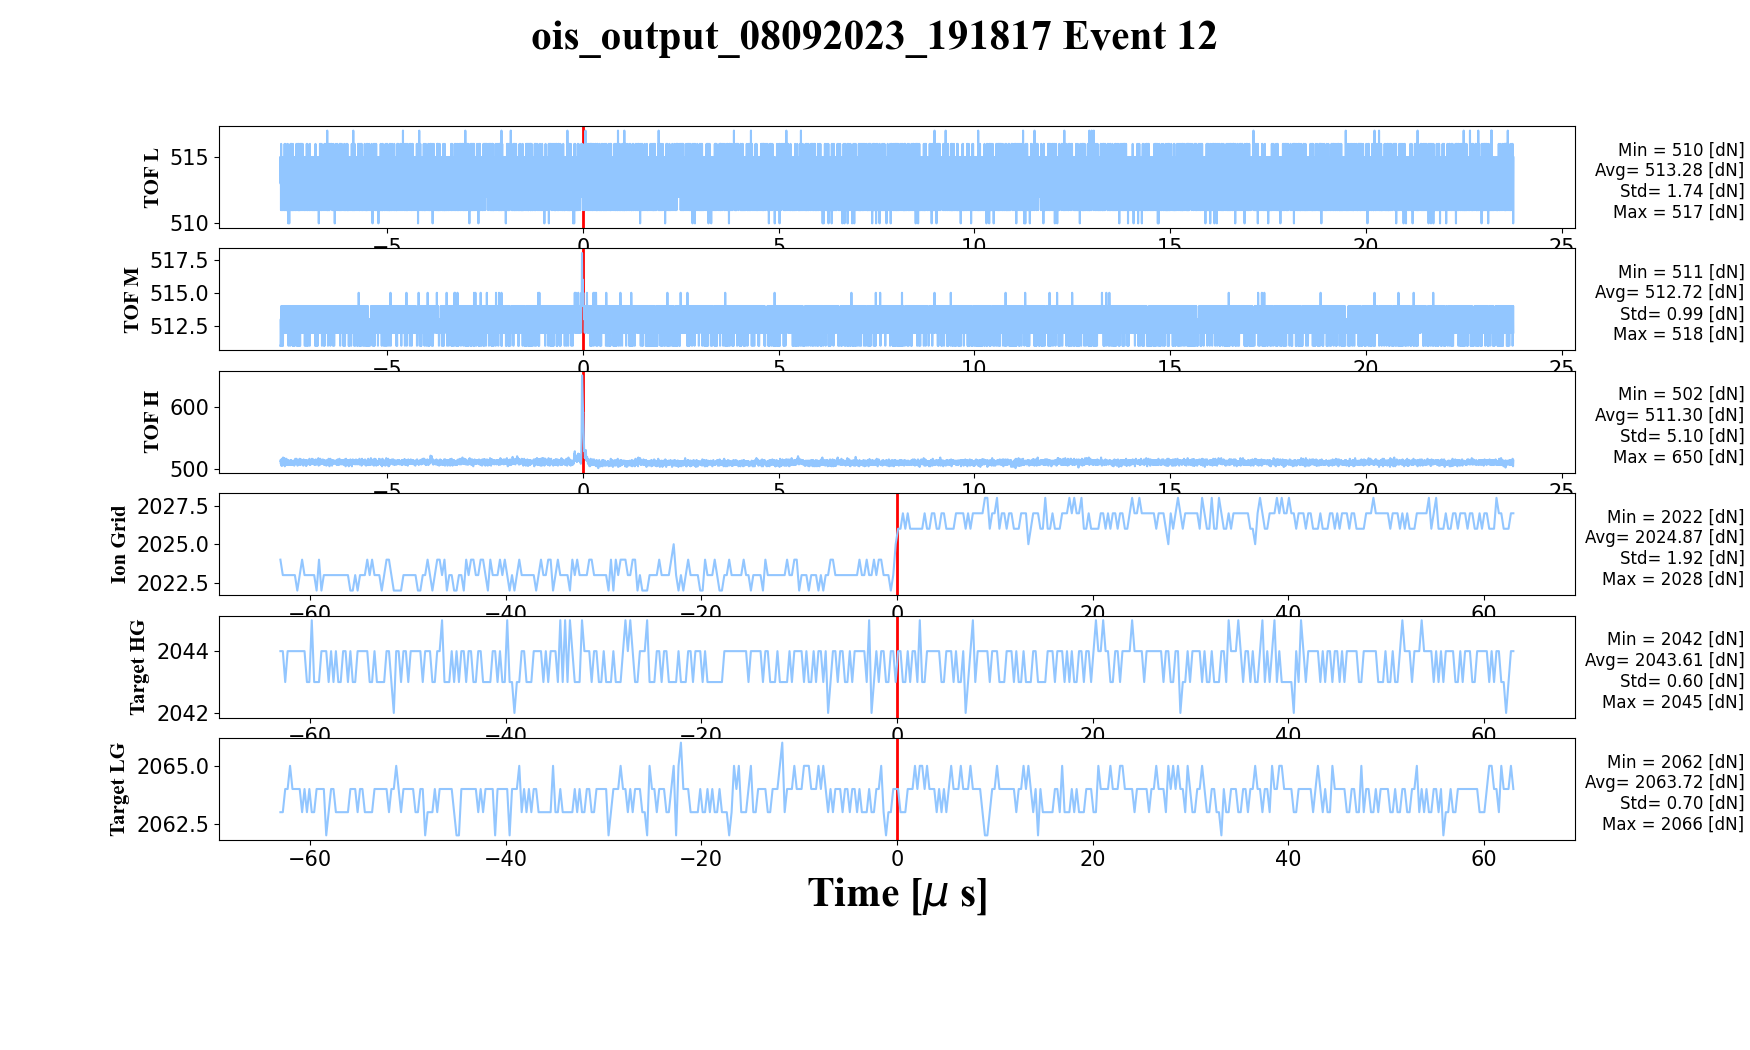 ois_output_08092023_191817 Event 12
TOF L
515
510
−5 0 5 10 15 20 25
Min = 510 [dN]
Avg= 513.28 [dN]
Std= 1.74 [dN]
Max = 517 [dN]
TOF M
517.5
515.0
512.5
−5 0 5 10 15 20 25
Min = 511 [dN]
Avg= 512.72 [dN]
Std= 0.99 [dN]
Max = 518 [dN]
TOF H
600
500
−5 0 5 10 15 20 25
Min = 502 [dN]
Avg= 511.30 [dN]
Std= 5.10 [dN]
Max = 650 [dN]
Ion Grid
2027.5
2025.0
2022.5
−60 −40 −20 0 20 40 60
Min = 2022 [dN]
Avg= 2024.87 [dN]
Std= 1.92 [dN]
Max = 2028 [dN]
Target HG
2044
2042
−60 −40 −20 0 20 40 60
Min = 2042 [dN]
Avg= 2043.61 [dN]
Std= 0.60 [dN]
Max = 2045 [dN]
Target LG
2065.0
2062.5
−60 −40 −20 0 20 40 60
Min = 2062 [dN]
Avg= 2063.72 [dN]
Std= 0.70 [dN]
Max = 2066 [dN]
Time [μ s]